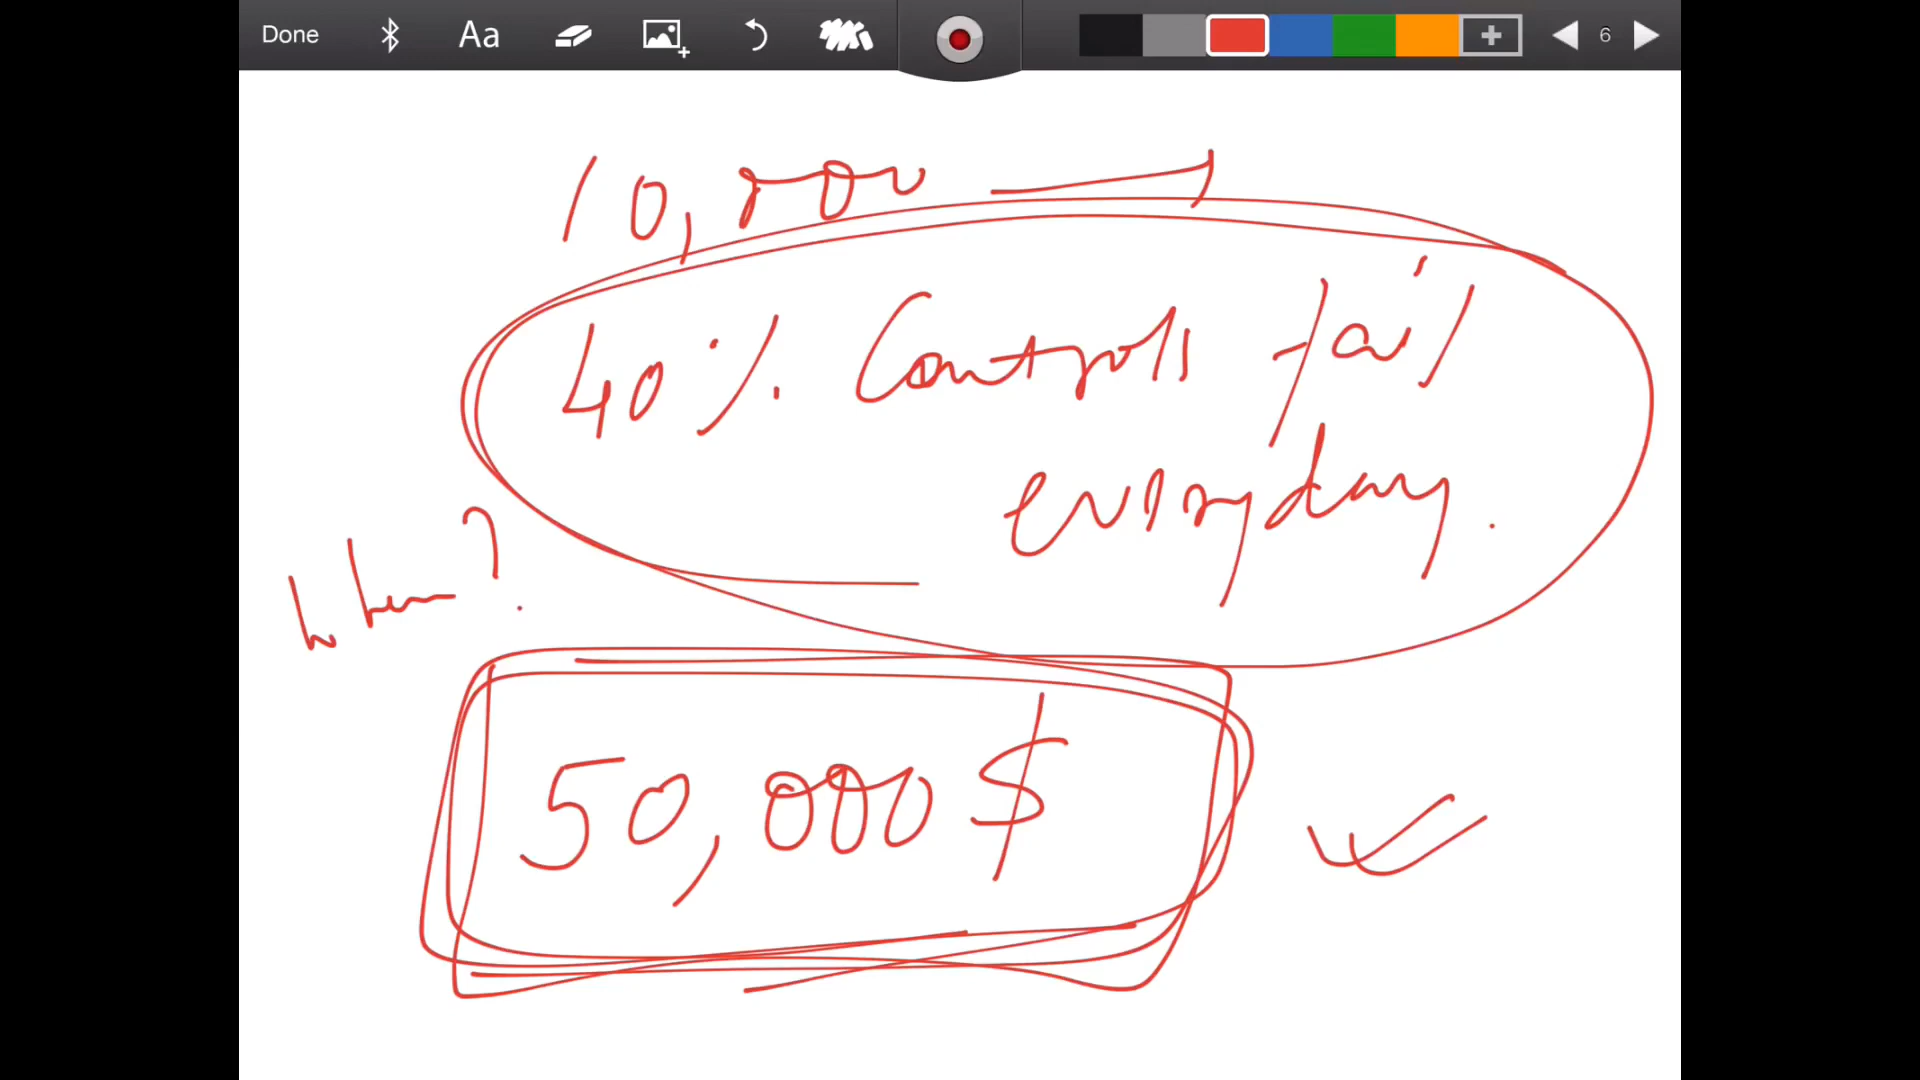 Done Aa 6
10,000
40% Controls fail
everyday.
When?
50,000 $